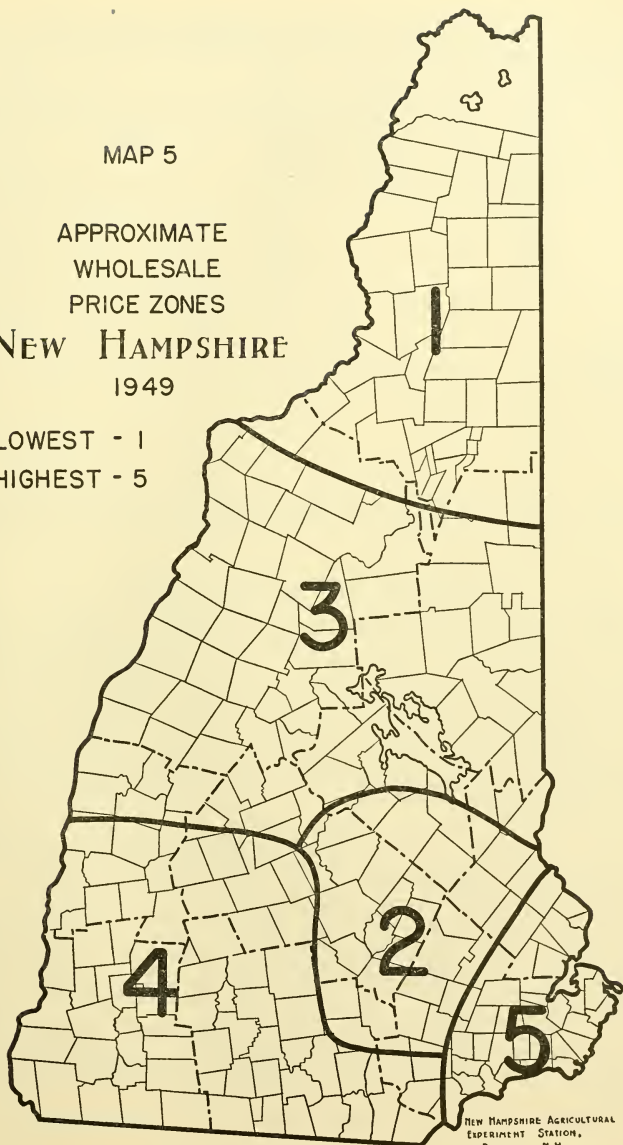 MAP 5
APPROXIMATE
WHOLESALE
PRICE ZONES
NEW HAMPSHIRE
1949
LOWEST - 1
HIGHEST - 5
1
3
2
4
5
NEW HAMPSHIRE AGRICULTURAL
EXPERIMENT STATION,